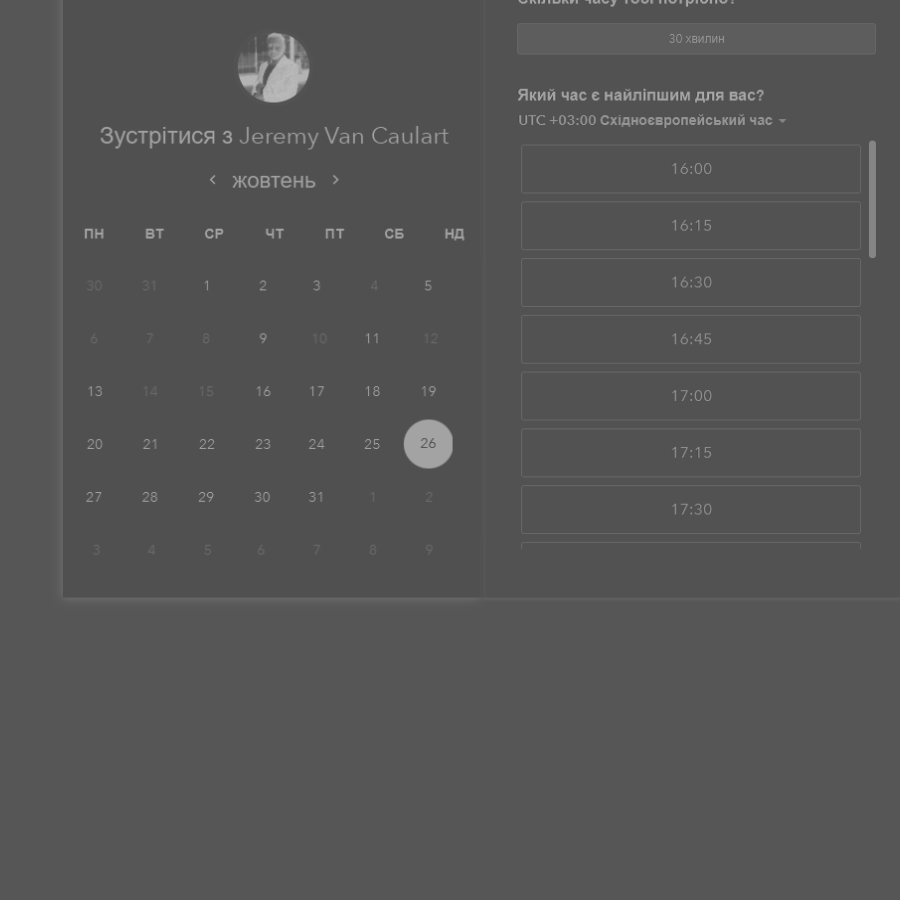 Зустрітися з Jeremy Van Caulart
жовтень
ПН ВТ СР ЧТ ПТ СБ НД
30 31 1 2 3 4 5
6 7 8 9 10 11 12
13 14 15 16 17 18 19
20 21 22 23 24 25 26
27 28 29 30 31 1 2
3 4 5 6 7 8 9
Скільки часу тобі потрібно?
30 хвилин
Який час є найліпшим для вас?
UTC +03:00 Східноєвропейський час
16:00
16:15
16:30
16:45
17:00
17:15
17:30